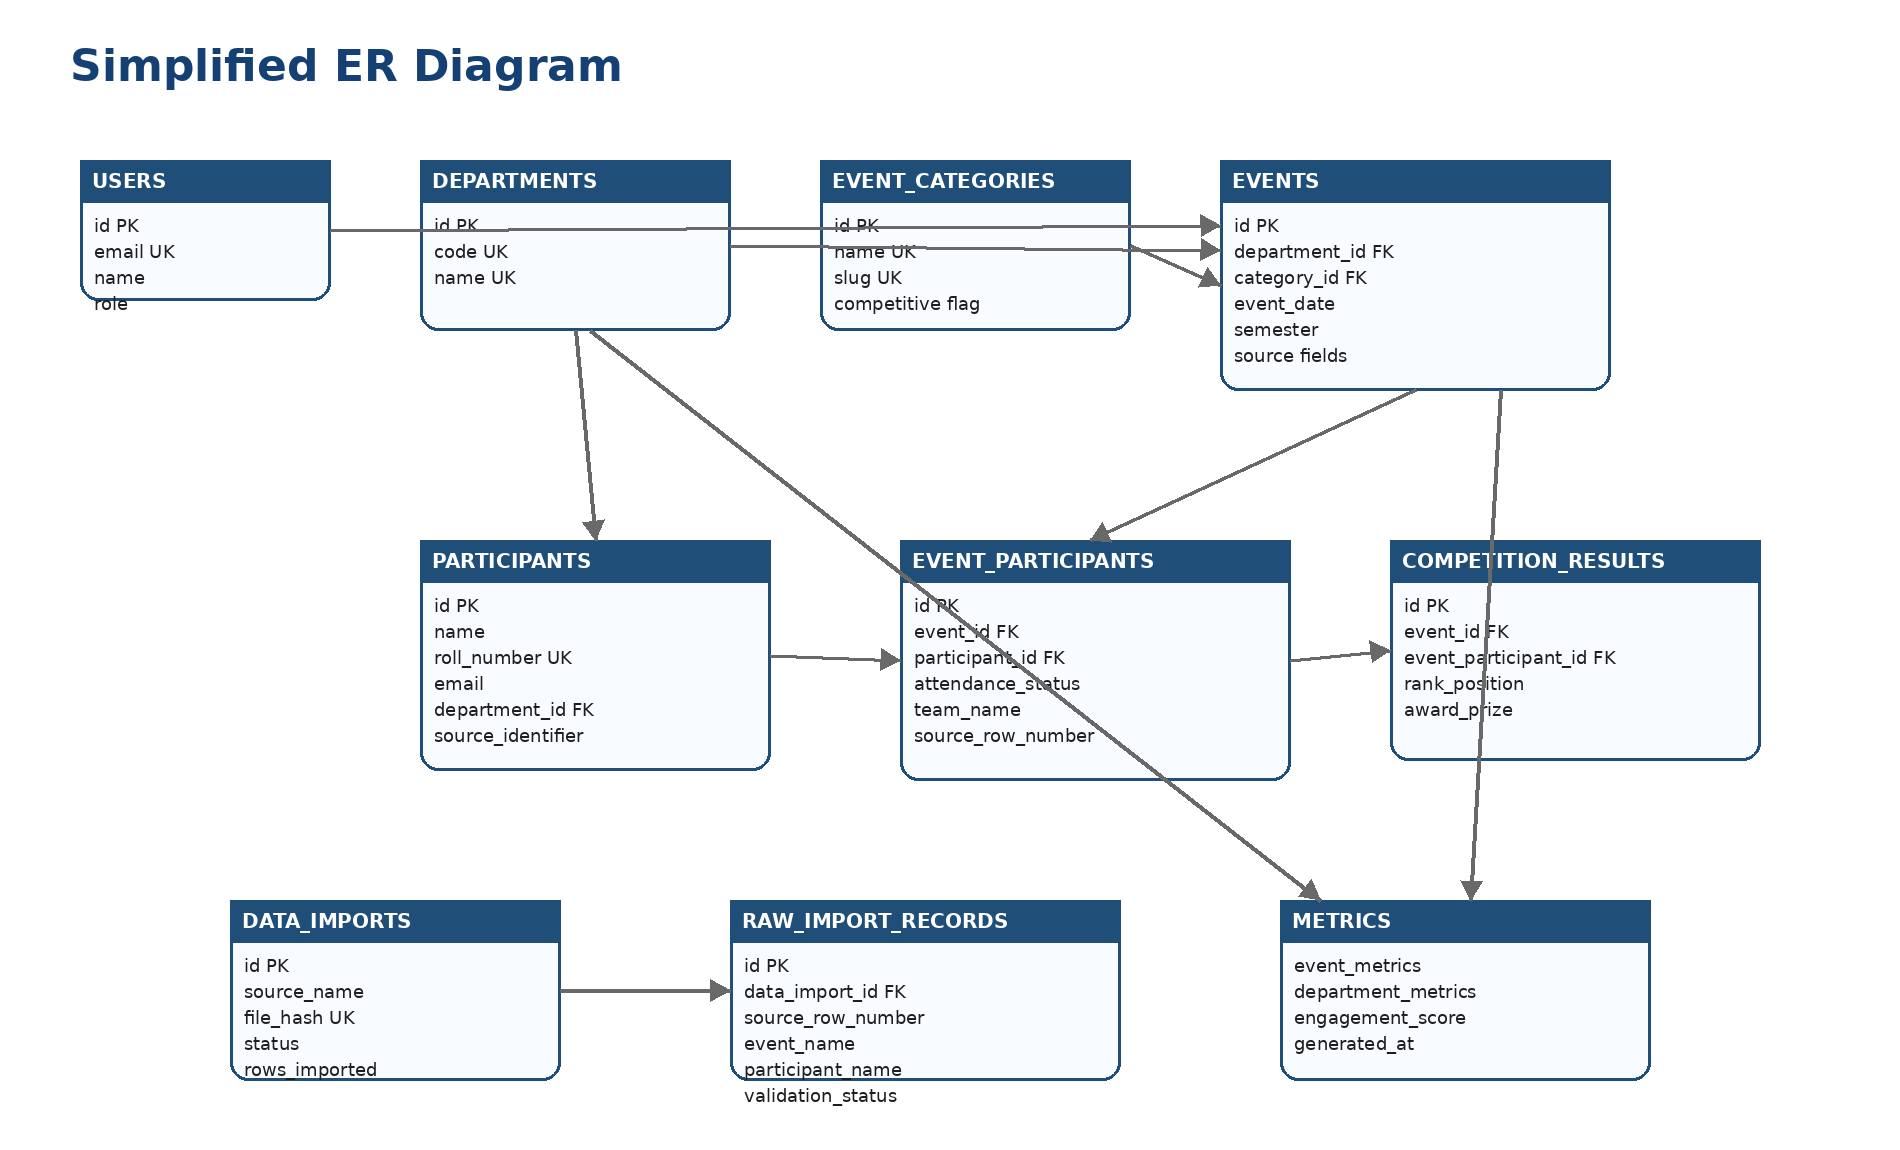 Simplified ER Diagram
USERS
id PK
email UK
name
role
DEPARTMENTS
id PK
code UK
name UK
EVENT_CATEGORIES
id PK
name UK
slug UK
competitive flag
EVENTS
id PK
department_id FK
category_id FK
event_date
semester
source fields
PARTICIPANTS
id PK
name
roll_number UK
email
department_id FK
source_identifier
EVENT_PARTICIPANTS
id PK
event_id FK
participant_id FK
attendance_status
team_name
source_row_number
COMPETITION_RESULTS
id PK
event_id FK
event_participant_id FK
rank_position
award_prize
DATA_IMPORTS
id PK
source_name
file_hash UK
status
rows_imported
RAW_IMPORT_RECORDS
id PK
data_import_id FK
source_row_number
event_name
participant_name
validation_status
METRICS
event_metrics
department_metrics
engagement_score
generated_at